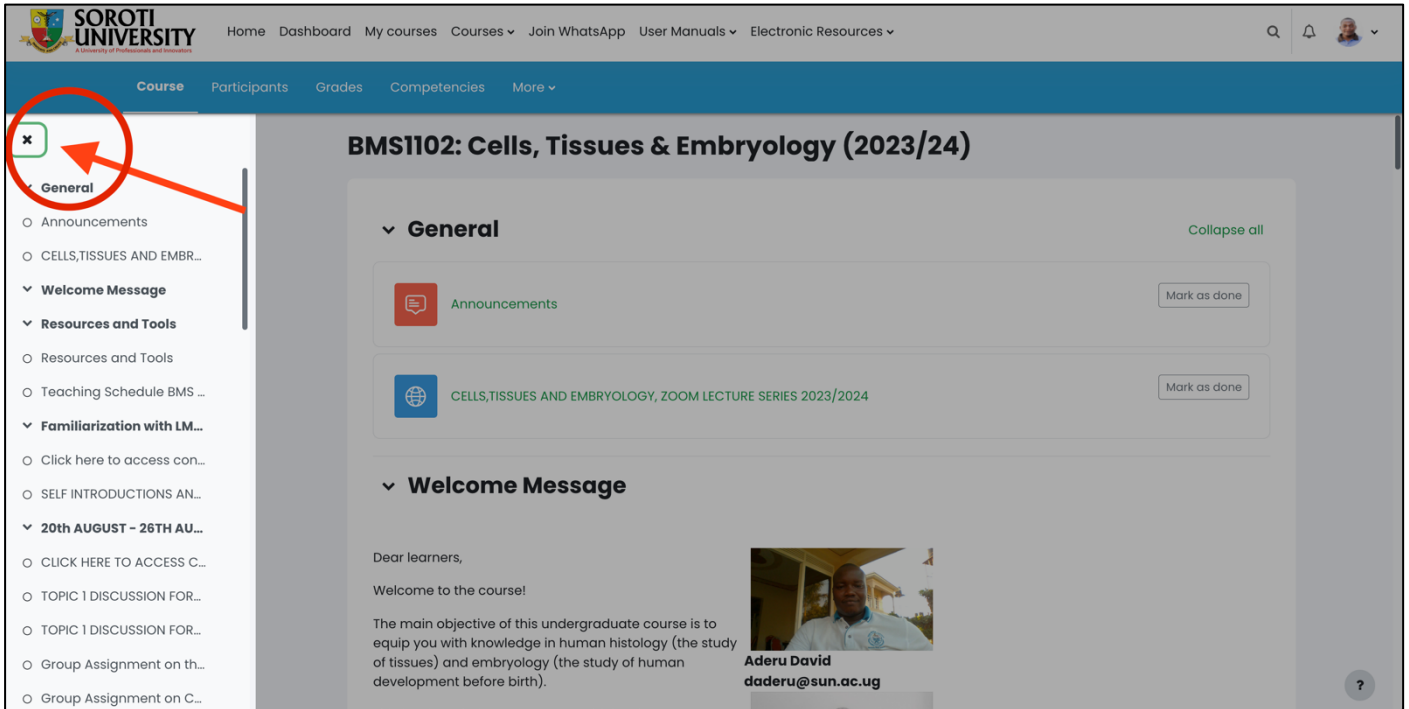 SOROTI
UNIVERSITY
A University of Professionals and Innovators
Home Dashboard My courses Courses Join WhatsApp User Manuals Electronic Resources
Course Participants Grades Competencies More
General
Announcements
CELLS,TISSUES AND EMBR...
Welcome Message
Resources and Tools
Resources and Tools
Teaching Schedule BMS ...
Familiarization with LM...
Click here to access con...
SELF INTRODUCTIONS AN...
20th AUGUST - 26TH AU...
CLICK HERE TO ACCESS C...
TOPIC 1 DISCUSSION FOR...
TOPIC 1 DISCUSSION FOR...
Group Assignment on th...
Group Assignment on C...
BMS1102: Cells, Tissues & Embryology (2023/24)
General
Collapse all
Announcements
Mark as done
CELLS,TISSUES AND EMBRYOLOGY, ZOOM LECTURE SERIES 2023/2024
Mark as done
Welcome Message
Dear learners,
Welcome to the course!
The main objective of this undergraduate course is to
equip you with knowledge in human histology (the study
of tissues) and embryology (the study of human
development before birth).
Aderu David
daderu@sun.ac.ug
?